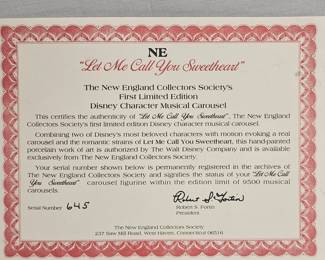 NE
"Let Me Call You Sweetheart"
The New England Collectors Society's
First Limited Edition
Disney Character Musical Carousel
This certifies the authenticity of "Let Me Call You Sweetheart", The New England
Collectors Society's first limited edition Disney character musical carousel.
Combining two of Disney's most beloved characters with motion evoking a real
carousel and the romantic strains of Let Me Call You Sweetheart, this hand-painted
porcelain work of art is authorized by The Walt Disney Company and is available
exclusively from The New England Collectors Society.
Your serial number shown below is permanently registered in the archives of
The New England Collectors Society and signifies the status of your "Let Me Call
You Sweetheart" carousel figurine within the edition limit of 9500 musical
Carousels.
Serial Number 645
Robert S. Fortin
President
The New England Collectors Society
237 Saw Mill Road, West Haven, Connecticut 06516